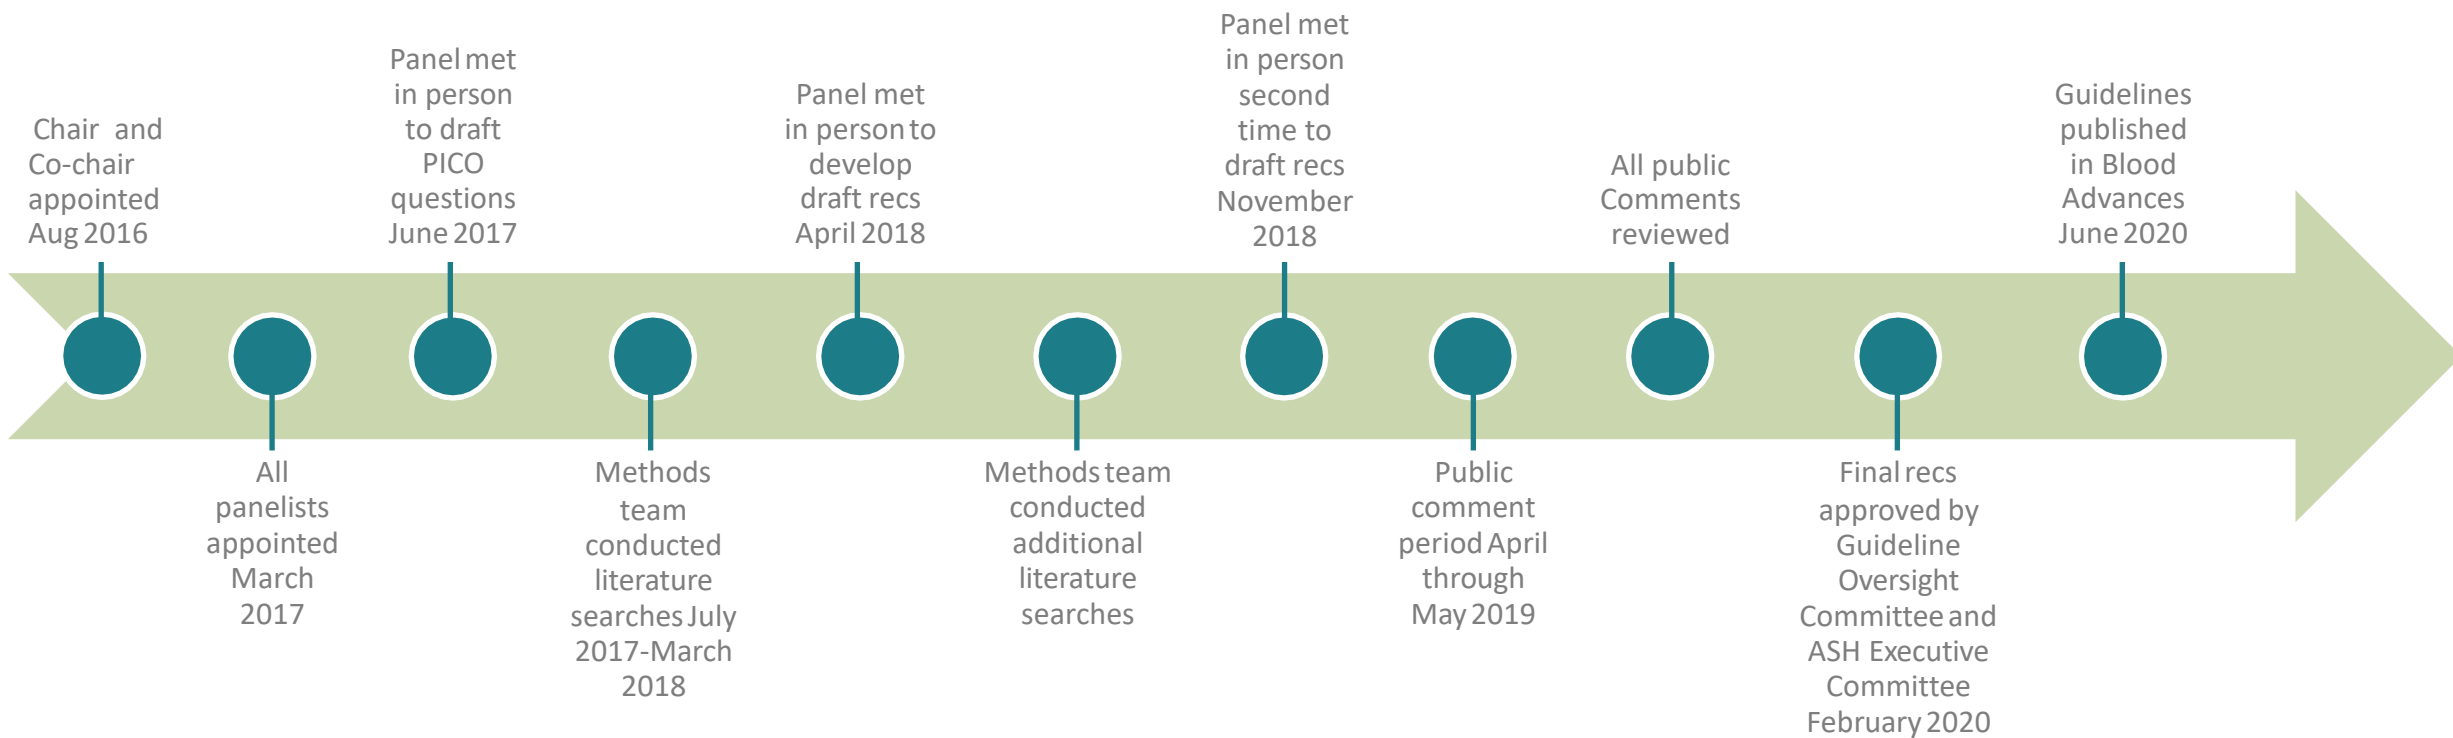 Chair and
Co-chair
appointed
Aug 2016
All
panelists
appointed
March
2017
Panel met
in person
to draft
PICO
questions
June 2017
Methods
team
conducted
literature
searches July
2017-March
2018
Panel met
in person to
develop
draft recs
April 2018
Methods team
conducted
additional
literature
searches
Panel met
in person
second
time to
draft recs
November
2018
Public
comment
period April
through
May 2019
All public
Comments
reviewed
Final recs
approved by
Guideline
Oversight
Committee and
ASH Executive
Committee
February 2020
Guidelines
published
in Blood
Advances
June 2020